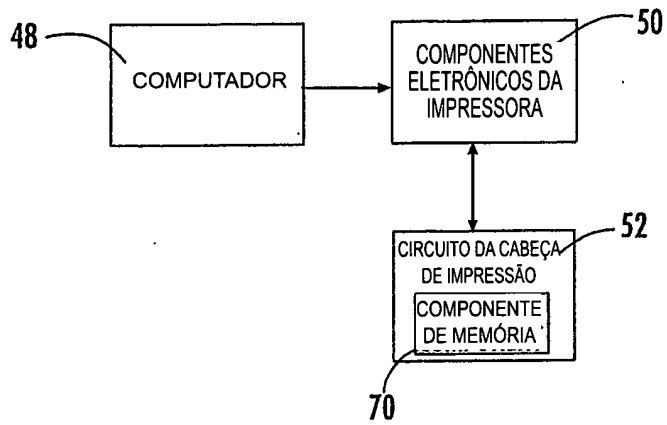 48
COMPUTADOR
50
COMPONENTES
ELETRÔNICOS DA
IMPRESSORA
52
CIRCUITO DA CABEÇA
DE IMPRESSÃO
COMPONENTE
DE MEMÓRIA
70